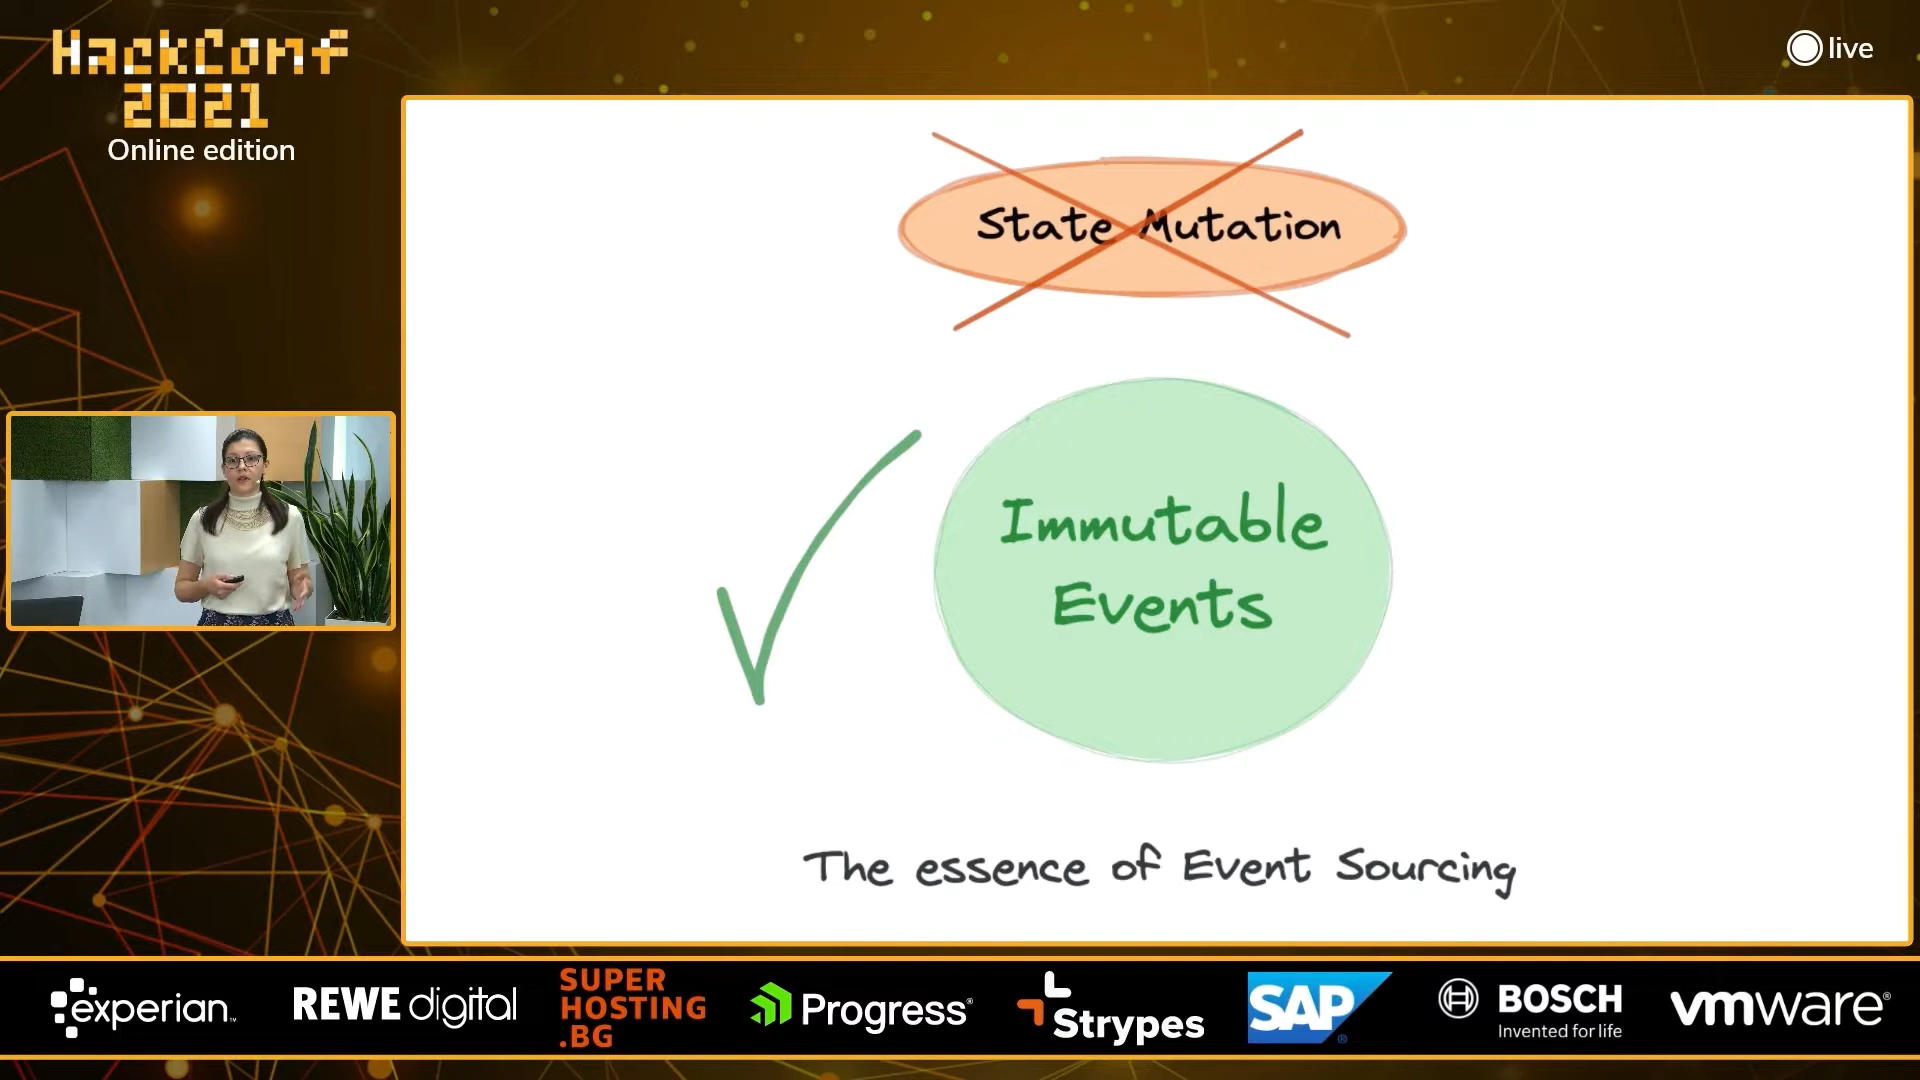 HackConf
2021
Online edition
live
State Mutation
Immutable
Events
The essence of Event Sourcing
experian™
REWE digital
SUPER
HOSTING
.BG
Progress®
Strypes
SAP®
BOSCH
Invented for life
vmware®